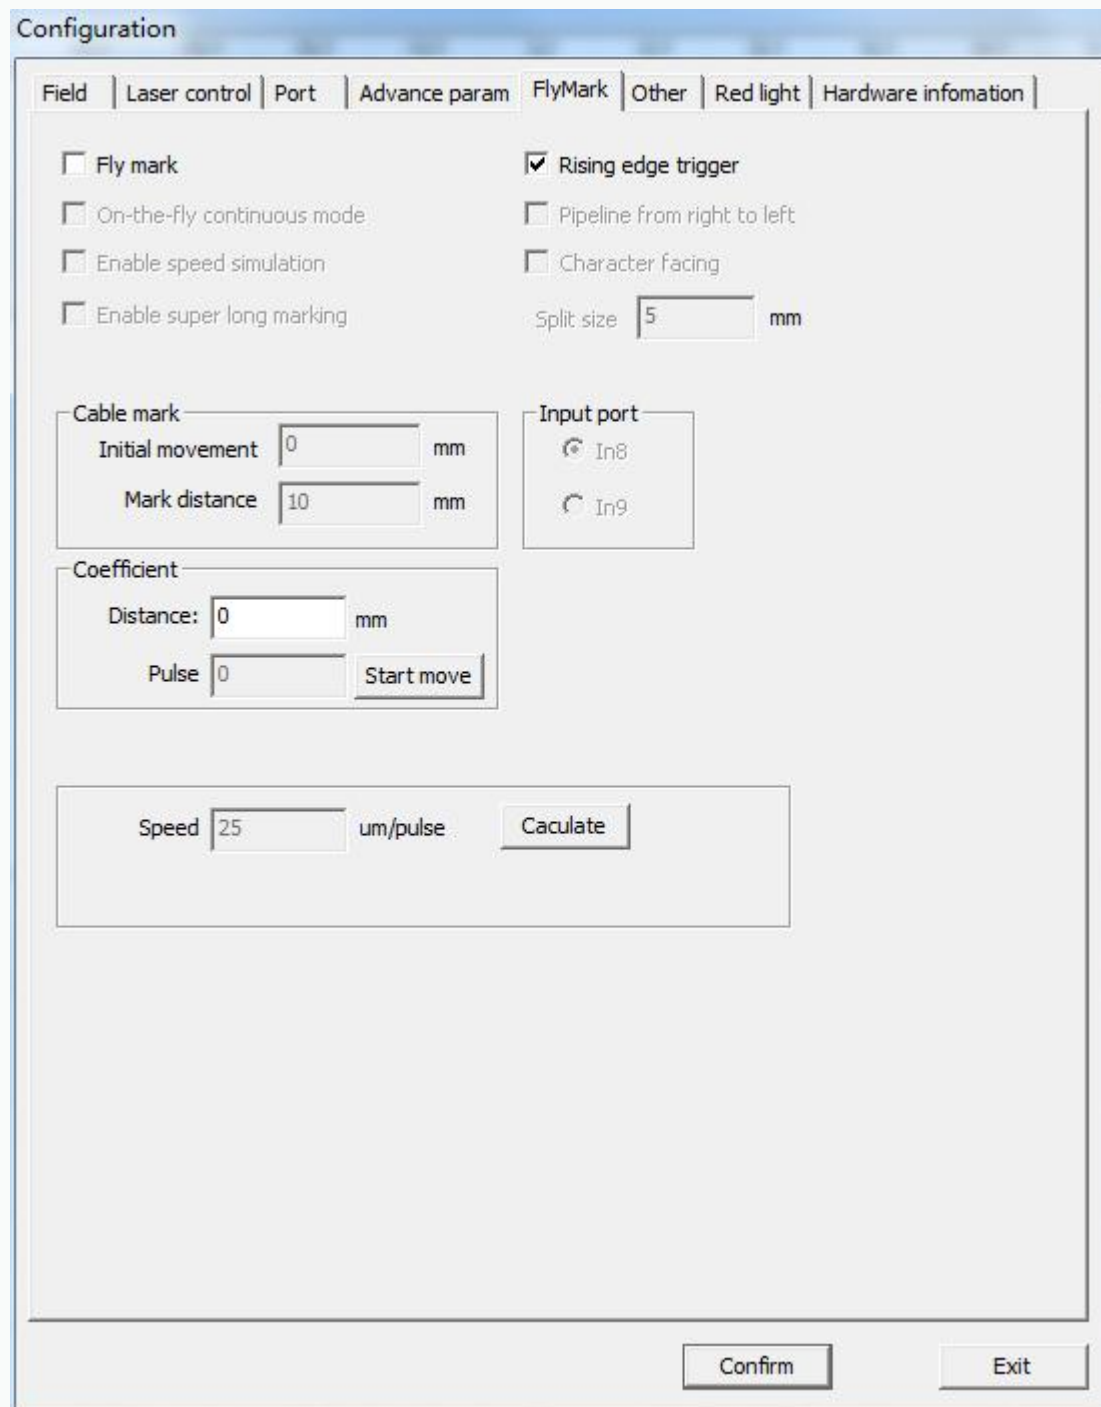 Configuration
Field Laser control Port Advance param FlyMark Other Red light Hardware infomation
Fly mark Rising edge trigger
On-the-fly continuous mode Pipeline from right to left
Enable speed simulation Character facing
Enable super long marking Split size 5 mm
Cable mark Input port
Initial movement 0 mm In8
Mark distance 10 mm In9
Coefficient
Distance: 0 mm
Pulse 0 Start move
Speed 25 um/pulse Caculate
Confirm Exit